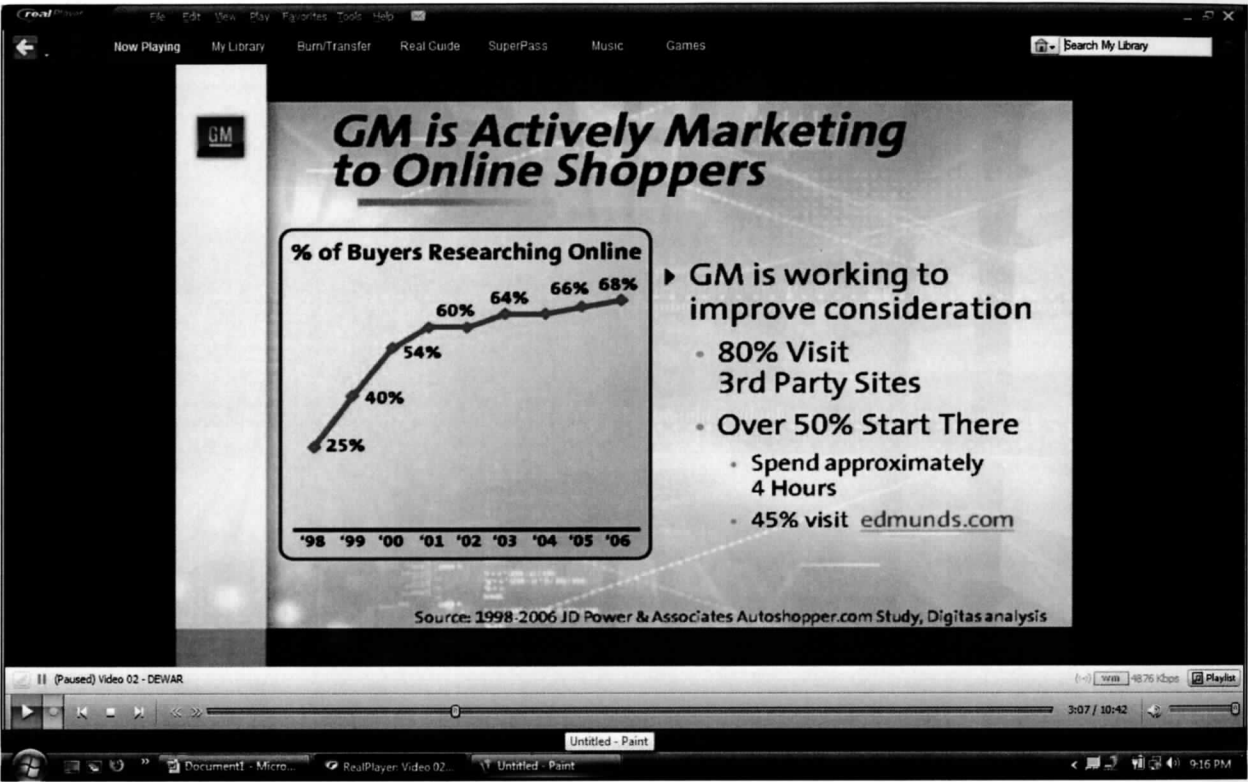 real Player File Edit View Play Favorites Tools Help
Now Playing My Library Burn/Transfer Real Guide SuperPass Music Games Search My Library
GM
GM is Actively Marketing
to Online Shoppers
% of Buyers Researching Online
25%
40%
54%
60%
64%
66%
68%
'98 '99 '00 '01 '02 '03 '04 '05 '06
GM is working to
improve consideration
80% Visit
3rd Party Sites
Over 50% Start There
Spend approximately
4 Hours
45% visit edmunds.com
Source: 1998-2006 JD Power & Associates Autoshopper.com Study, Digitas analysis
(Paused) Video 02 - DEWAR
48.76 Kbps Playlist
3:07 / 10:42
Untitled - Paint
Document1 - Micro... RealPlayer: Video 02... Untitled - Paint 9:16 PM